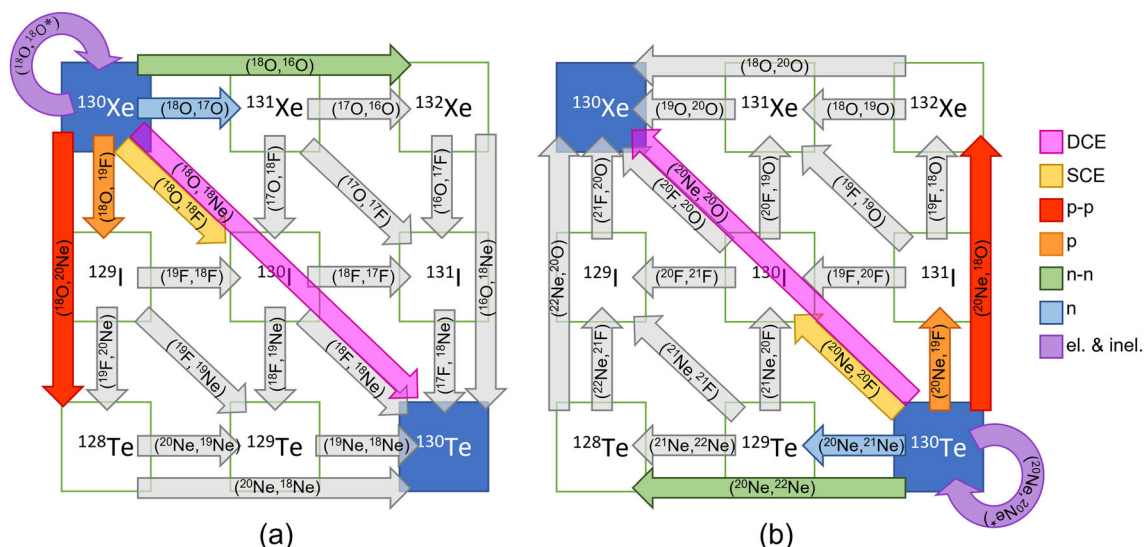 (¹⁸O, ¹⁸O*)
(¹⁸O,¹⁶O)
¹³⁰Xe
(¹⁸O,¹⁷O)
¹³¹Xe
(¹⁷O,¹⁶O)
¹³²Xe
(¹⁸O, ²⁰Ne)
(¹⁸O, ¹⁹F)
(¹⁸O, ¹⁸F)
(¹⁸O, ¹⁸Ne)
(¹⁷O,¹⁸F)
(¹⁷O,¹⁷F)
(¹⁶O,¹⁷F)
(¹⁶O,¹⁸Ne)
¹²⁹I
(¹⁹F,¹⁸F)
¹³⁰I
(¹⁸F,¹⁷F)
¹³¹I
(¹⁹F, ²⁰Ne)
(¹⁹F, ¹⁹Ne)
(¹⁸F, ¹⁹Ne)
(¹⁸F, ¹⁸Ne)
(¹⁷F, ¹⁸Ne)
¹²⁸Te
(²⁰Ne,¹⁹Ne)
¹²⁹Te
(¹⁹Ne,¹⁸Ne)
¹³⁰Te
(²⁰Ne,¹⁸Ne)
(a)
(¹⁸O,²⁰O)
¹³⁰Xe
(¹⁹O,²⁰O)
¹³¹Xe
(¹⁸O,¹⁹O)
¹³²Xe
(²²Ne,²⁰O)
(²¹F, ²⁰O)
(²⁰F, ²⁰O)
(²⁰Ne, ²⁰O)
(²⁰F, ¹⁹O)
(¹⁹F, ¹⁹O)
(¹⁹F, ¹⁸O)
(²⁰Ne,¹⁸O)
¹²⁹I
(²⁰F, ²¹F)
¹³⁰I
(¹⁹F,²⁰F)
¹³¹I
(²²Ne,²¹F)
(²¹Ne, ²¹F)
(²¹Ne,²⁰F)
(²⁰Ne, ²⁰F)
(²⁰Ne,¹⁹F)
¹²⁸Te
(²¹Ne,²²Ne)
¹²⁹Te
(²⁰Ne,²¹Ne)
¹³⁰Te
(²⁰Ne,²²Ne)
(²⁰Ne, ²⁰Ne*)
(b)
DCE
SCE
p-p
p
n-n
n
el. & inel.